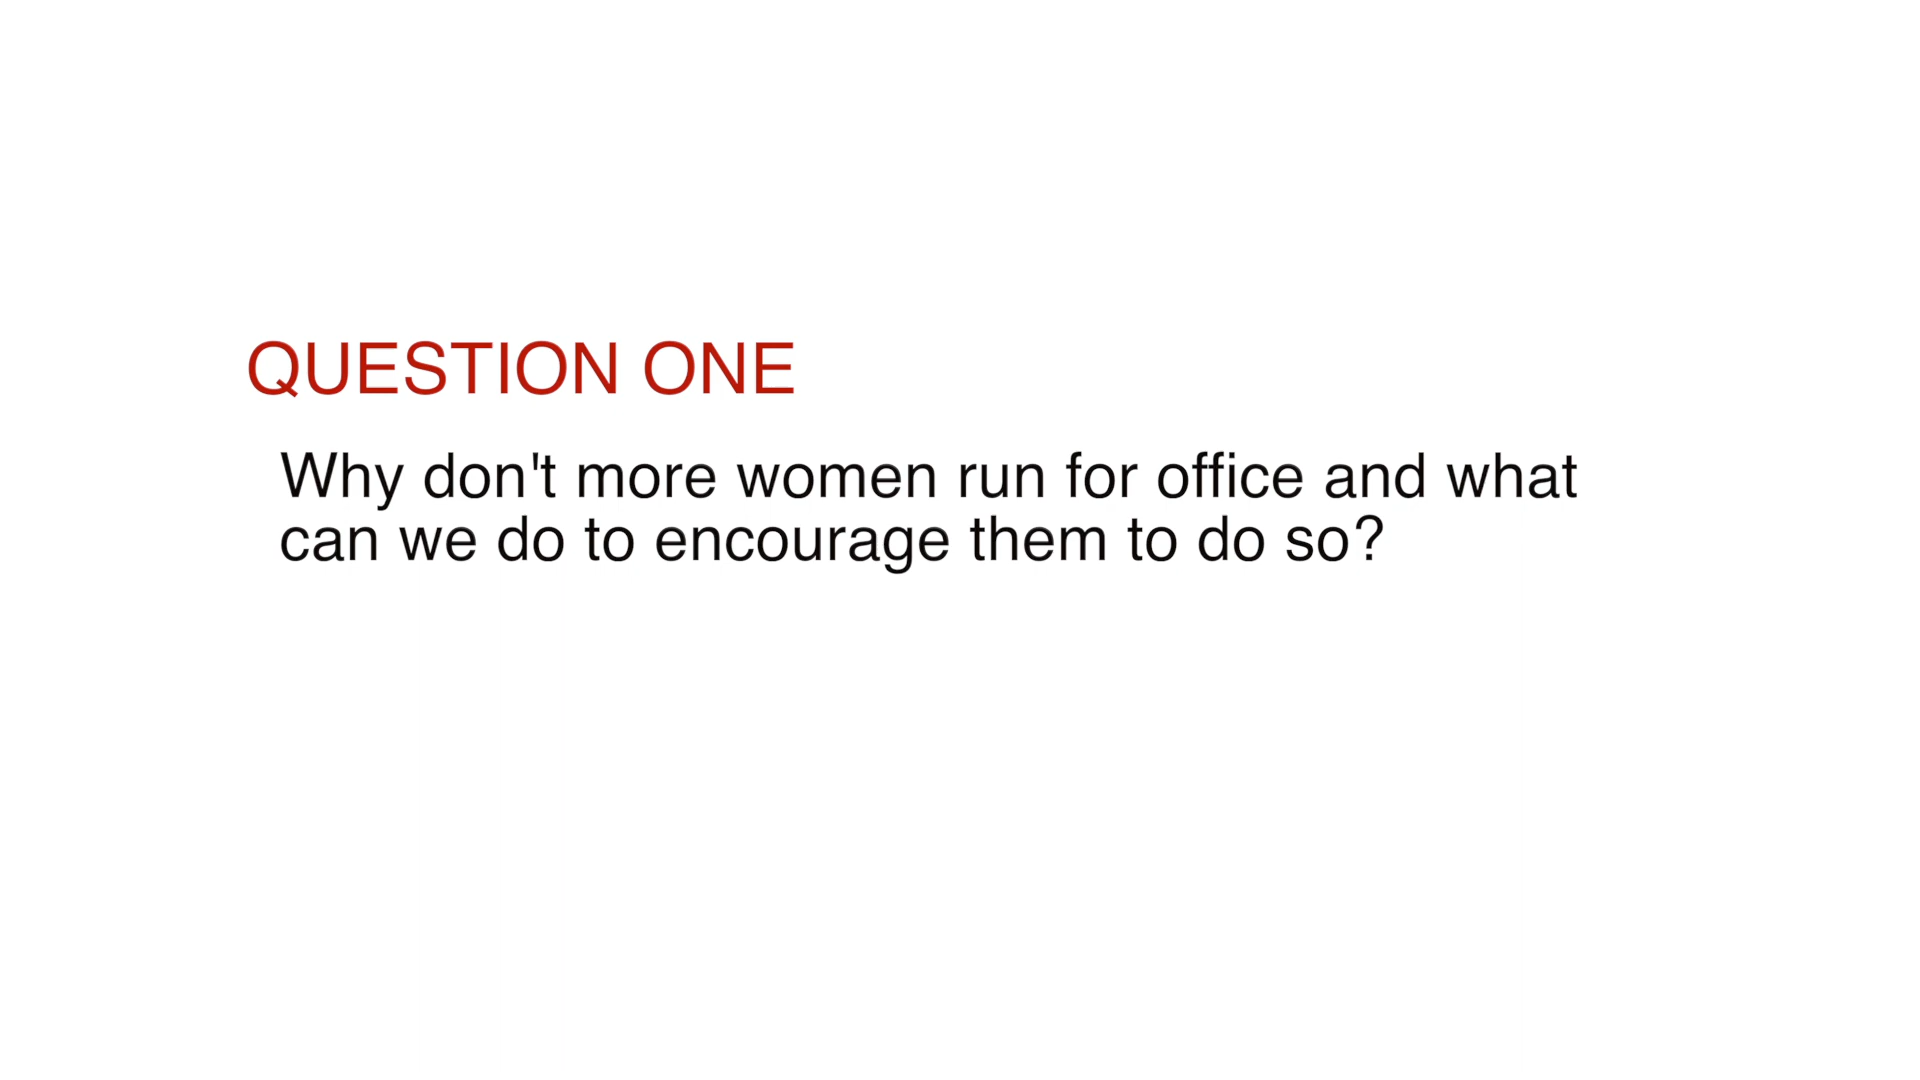 QUESTION ONE
Why don't more women run for office and what
can we do to encourage them to do so?